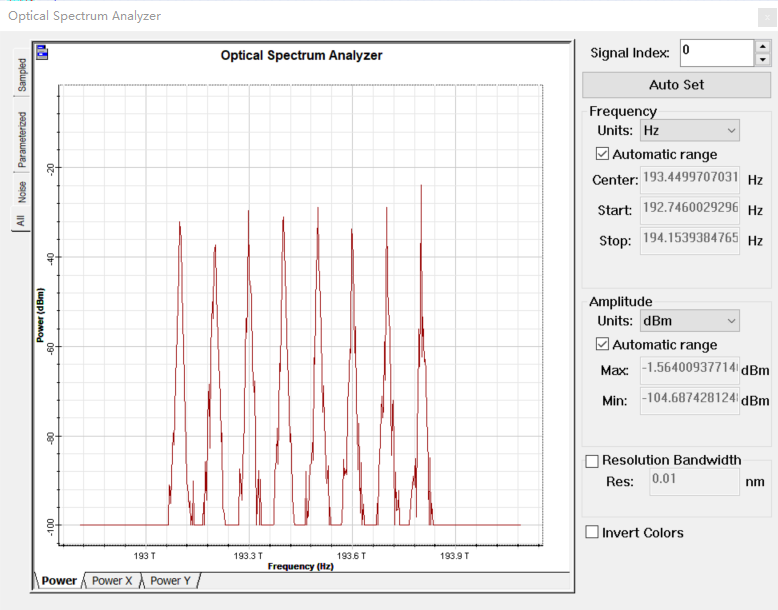 Optical Spectrum Analyzer
Optical Spectrum Analyzer
Sampled
Parameterized
Noise
All
Power (dBm)
-20
-40
-60
-80
-100
193 T
193.3 T
193.6 T
193.9 T
Frequency (Hz)
Power
Power X
Power Y
Signal Index: 0
Auto Set
Frequency
Units: Hz
Automatic range
Center: 193.4499707031 Hz
Start: 192.7460029296 Hz
Stop: 194.1539384765 Hz
Amplitude
Units: dBm
Automatic range
Max: -1.56400937714 dBm
Min: -104.687428124 dBm
Resolution Bandwidth
Res: 0.01 nm
Invert Colors